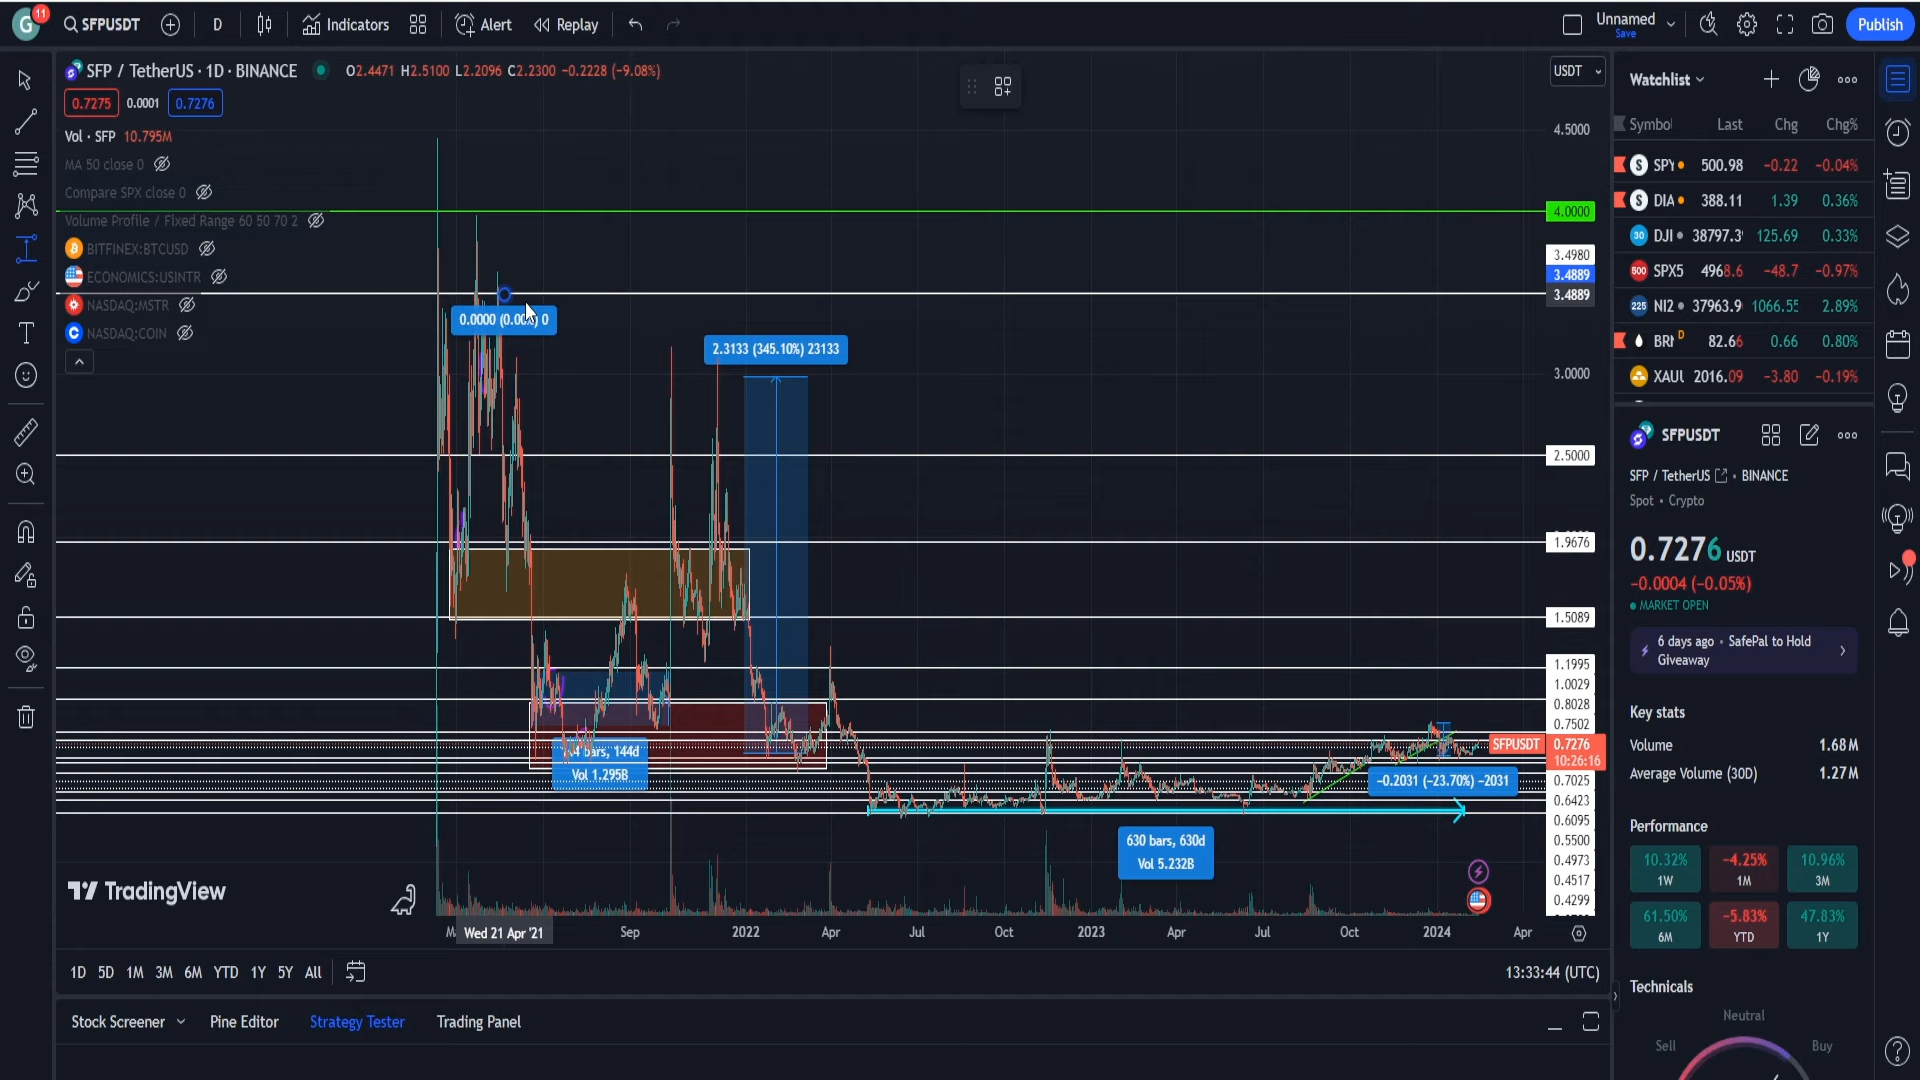 G
11
SFPUSDT
D
Indicators
Alert
Replay
Unnamed
Save
Publish
SFP / TetherUS · 1D · BINANCE
O2.4471 H2.5100 L2.2096 C2.2300 −0.2228 (−9.08%)
0.7275
0.0001
0.7276
Vol · SFP 10.795M
MA 50 close 0
Compare SPX close 0
Volume Profile / Fixed Range 60 50 70 2
BITFINEX:BTCUSD
ECONOMICS:USINTR
NASDAQ:MSTR
NASDAQ:COIN
0.0000 0
2.3133 (345.10%) 23133
bars, 144d
Vol 1.295B
630 bars, 630d
Vol 5.232B
−0.2031 (−23.70%) −2031
USDT
4.5000
4.0000
3.4980
3.4889
3.4889
3.0000
2.5000
1.9676
1.5089
1.1995
1.0029
0.8028
0.7502
SFPUSDT 0.7276
10:26:16
0.7025
0.6423
0.6095
0.5500
0.4973
0.4517
0.4299
TradingView
Wed 21 Apr '21
Sep
2022
Apr
Jul
Oct
2023
Apr
Jul
Oct
2024
Apr
1D 5D 1M 3M 6M YTD 1Y 5Y All
13:33:44 (UTC)
Stock Screener
Pine Editor
Strategy Tester
Trading Panel
Watchlist
Symbol Last Chg Chg%
SPY 500.98 −0.22 −0.04%
DIA 388.11 1.39 0.36%
30 DJI 38797.3 125.69 0.33%
500 SPX5 4968.6 −48.7 −0.97%
225 NI2 37963.9 1066.55 2.89%
BRN D 82.66 0.66 0.80%
XAU 2016.09 −3.80 −0.19%
SFPUSDT
SFP / TetherUS · BINANCE
Spot · Crypto
0.7276 USDT
−0.0004 (−0.05%)
MARKET OPEN
6 days ago · SafePal to Hold
Giveaway
Key stats
Volume 1.68M
Average Volume (30D) 1.27M
Performance
10.32% 1W
−4.25% 1M
10.96% 3M
61.50% 6M
−5.83% YTD
47.83% 1Y
Technicals
Neutral
Sell
Buy